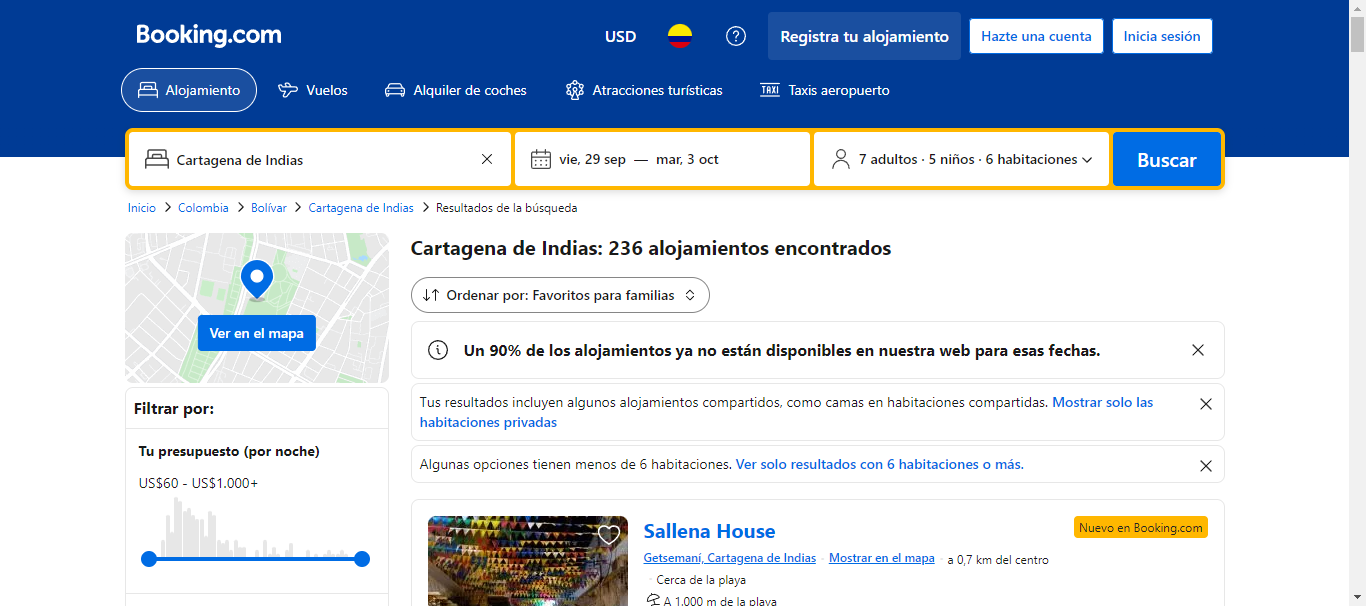 Booking.com
USD
Registra tu alojamiento
Hazte una cuenta
Inicia sesión
Alojamiento
Vuelos
Alquiler de coches
Atracciones turísticas
TAXI Taxis aeropuerto
Cartagena de Indias
vie, 29 sep — mar, 3 oct
7 adultos · 5 niños · 6 habitaciones
Buscar
Inicio > Colombia > Bolívar > Cartagena de Indias > Resultados de la búsqueda
Ver en el mapa
Filtrar por:
Tu presupuesto (por noche)
US$60 - US$1.000+
Cartagena de Indias: 236 alojamientos encontrados
Ordenar por: Favoritos para familias
Un 90% de los alojamientos ya no están disponibles en nuestra web para esas fechas.
Tus resultados incluyen algunos alojamientos compartidos, como camas en habitaciones compartidas. Mostrar solo las
habitaciones privadas
Algunas opciones tienen menos de 6 habitaciones. Ver solo resultados con 6 habitaciones o más.
Sallena House
Nuevo en Booking.com
Getsemaní, Cartagena de Indias · Mostrar en el mapa · a 0,7 km del centro
· Cerca de la playa
A 1.000 m de la playa